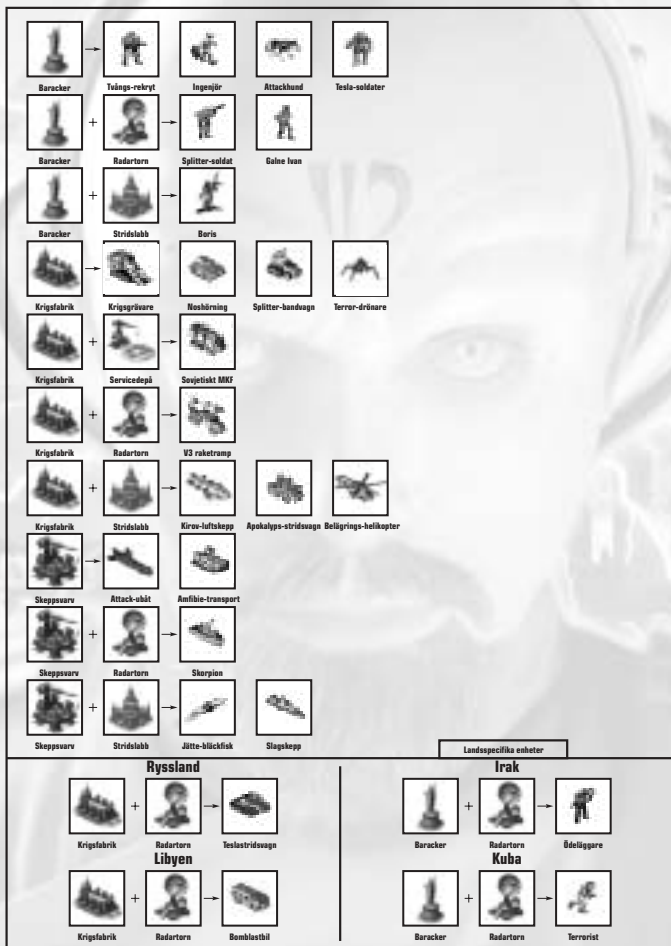 Baracker Tvångs-rekryt Ingenjör Attackhund Tesla-soldater
+
Baracker Radartorn Splitter-soldat Galne Ivan
+
Baracker Stridslabb Boris
Krigsfabrik Krigsgrävare Noshörning Splitter-bandvagn Terror-drönare
+
Krigsfabrik Servicedepå Sovjetiskt MKF
+
Krigsfabrik Radartorn V3 raketramp
+
Krigsfabrik Stridslabb Kirov-luftskepp Apokalyps-stridsvagn Belägrings-helikopter
Skeppsvarv Attack-ubåt Amfibie-transport
+
Skeppsvarv Radartorn Skorpion
+
Skeppsvarv Stridslabb Jätte-bläckfisk Slagskepp
Landsspecifika enheter
Ryssland
+
Krigsfabrik Radartorn Teslastridsvagn
Libyen
+
Krigsfabrik Radartorn Bomblastbil
Irak
+
Baracker Radartorn Ödeläggare
Kuba
+
Baracker Radartorn Terrorist